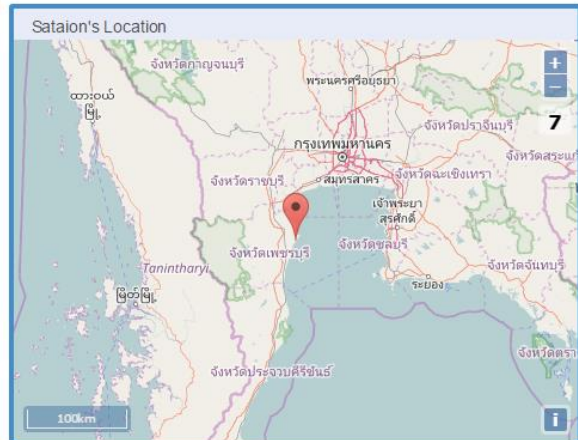 Sataion's Location
จังหวัดกาญจนบุรี
พระนครศรีอยุธยา
ထားဝယ်
မြို့
+
−
7
จังหวัดปราจีนบุรี
กรุงเทพมหานคร
จังหวัดสระแก้ว
จังหวัดราชบุรี
สมุทรสาคร
จังหวัดฉะเชิงเทรา
เจ้าพระยา
สุรศักดิ์
จังหวัดเพชรบุรี
จังหวัดชลบุรี
Tanintharyi
จังหวัดจันทบุรี
ระยอง
မြိတ်မြို့
จังหวัดประจวบคีรีขันธ์
จังหวัดตรา
100km
i